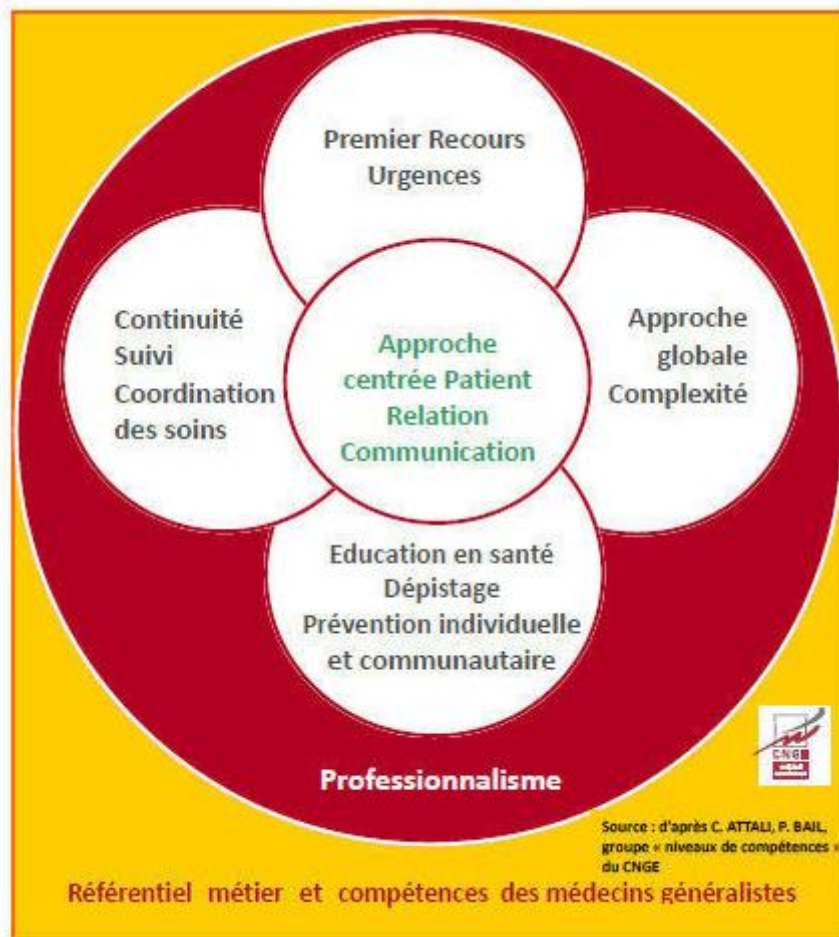 Premier Recours
Urgences
Continuité
Suivi
Coordination
des soins
Approche
centrée Patient
Relation
Communication
Approche
globale
Complexité
Education en santé
Dépistage
Prévention individuelle
et communautaire
Professionnalisme
CNGE
Source : d'après C. ATTALI, P. BAIL,
groupe « niveaux de compétences »
du CNGE
Référentiel métier et compétences des médecins généralistes